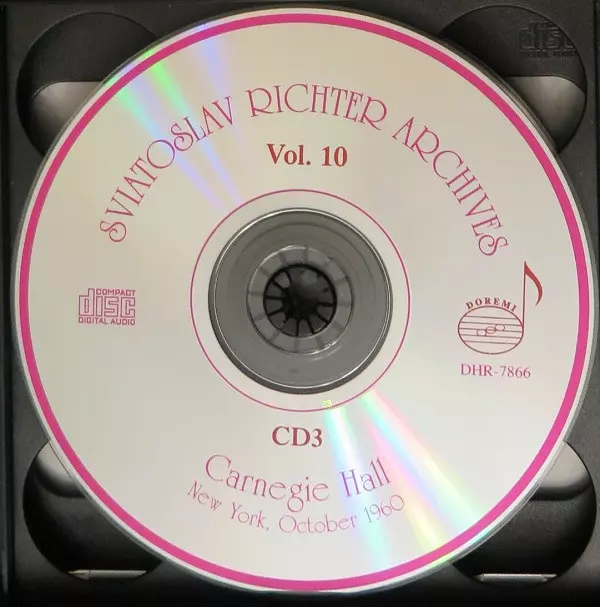 SVIATOSLAV RICHTER ARCHIVES
Vol. 10
COMPACT
disc
DIGITAL AUDIO
DOREMI
DHR-7866
CD3
Carnegie Hall
New York, October 1960